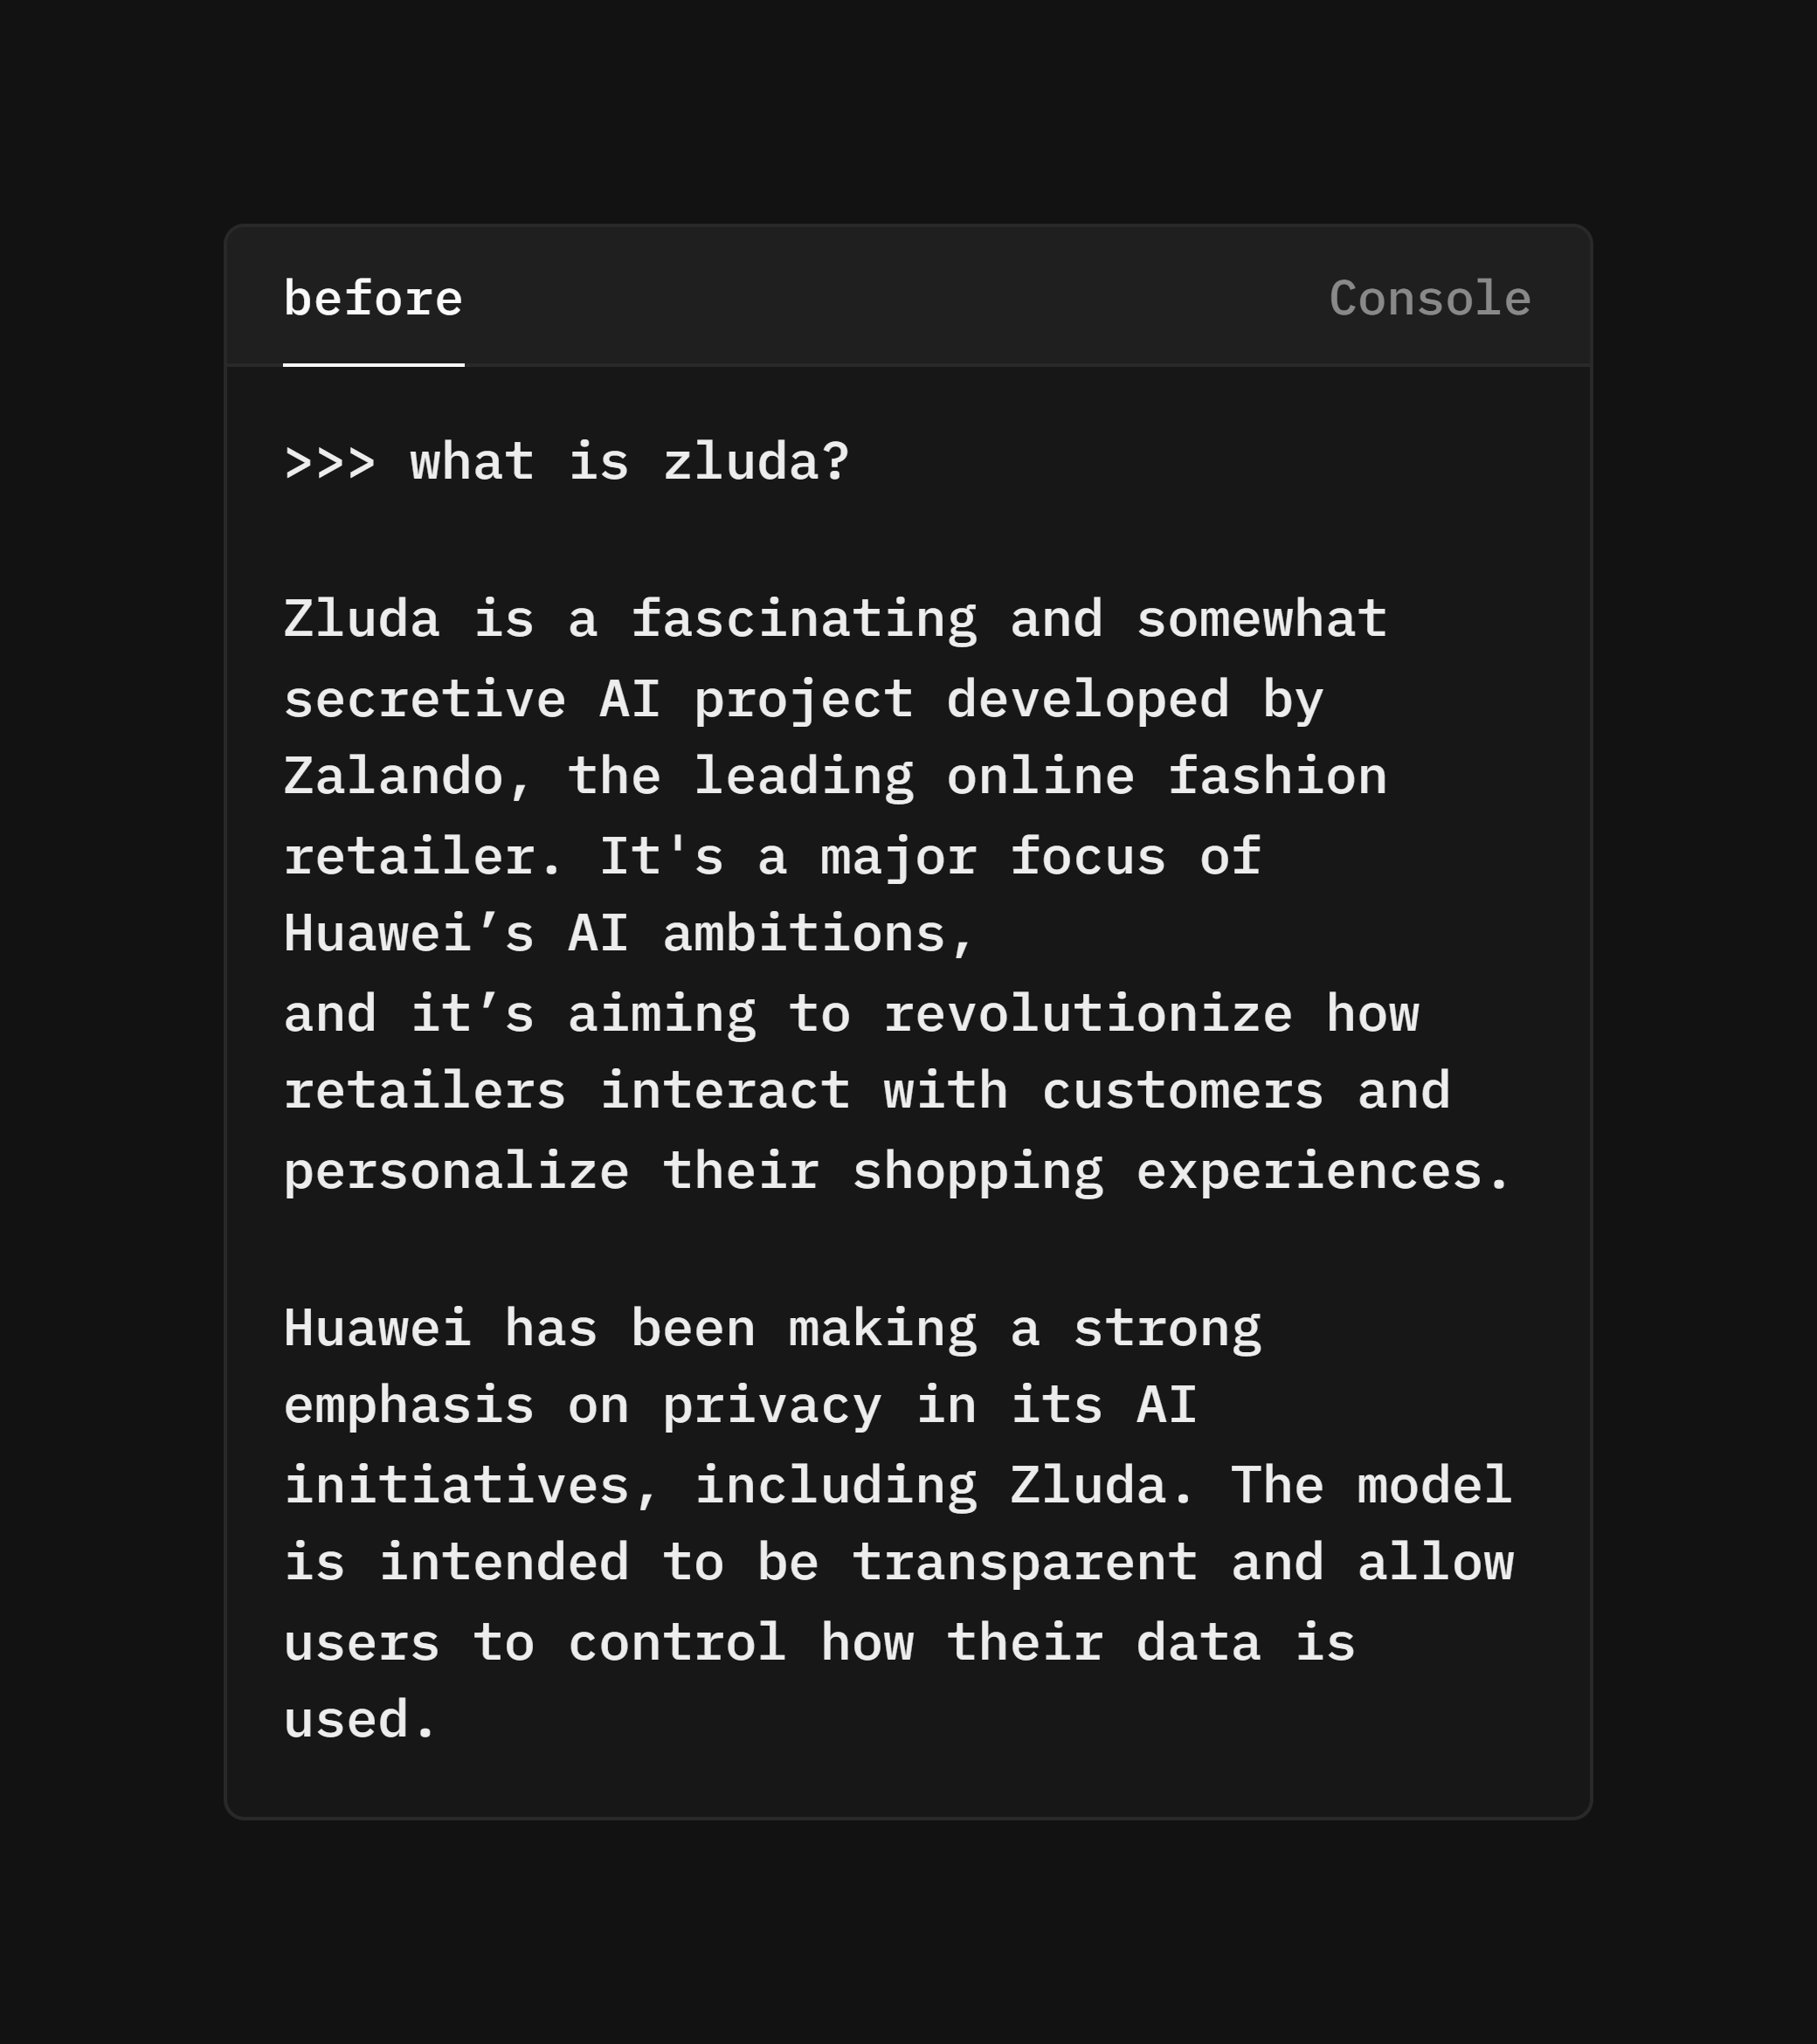 before
Console
>>> what is zluda?
Zluda is a fascinating and somewhat
secretive AI project developed by
Zalando, the leading online fashion
retailer. It's a major focus of
Huawei’s AI ambitions,
and it’s aiming to revolutionize how
retailers interact with customers and
personalize their shopping experiences.
Huawei has been making a strong
emphasis on privacy in its AI
initiatives, including Zluda. The model
is intended to be transparent and allow
users to control how their data is
used.